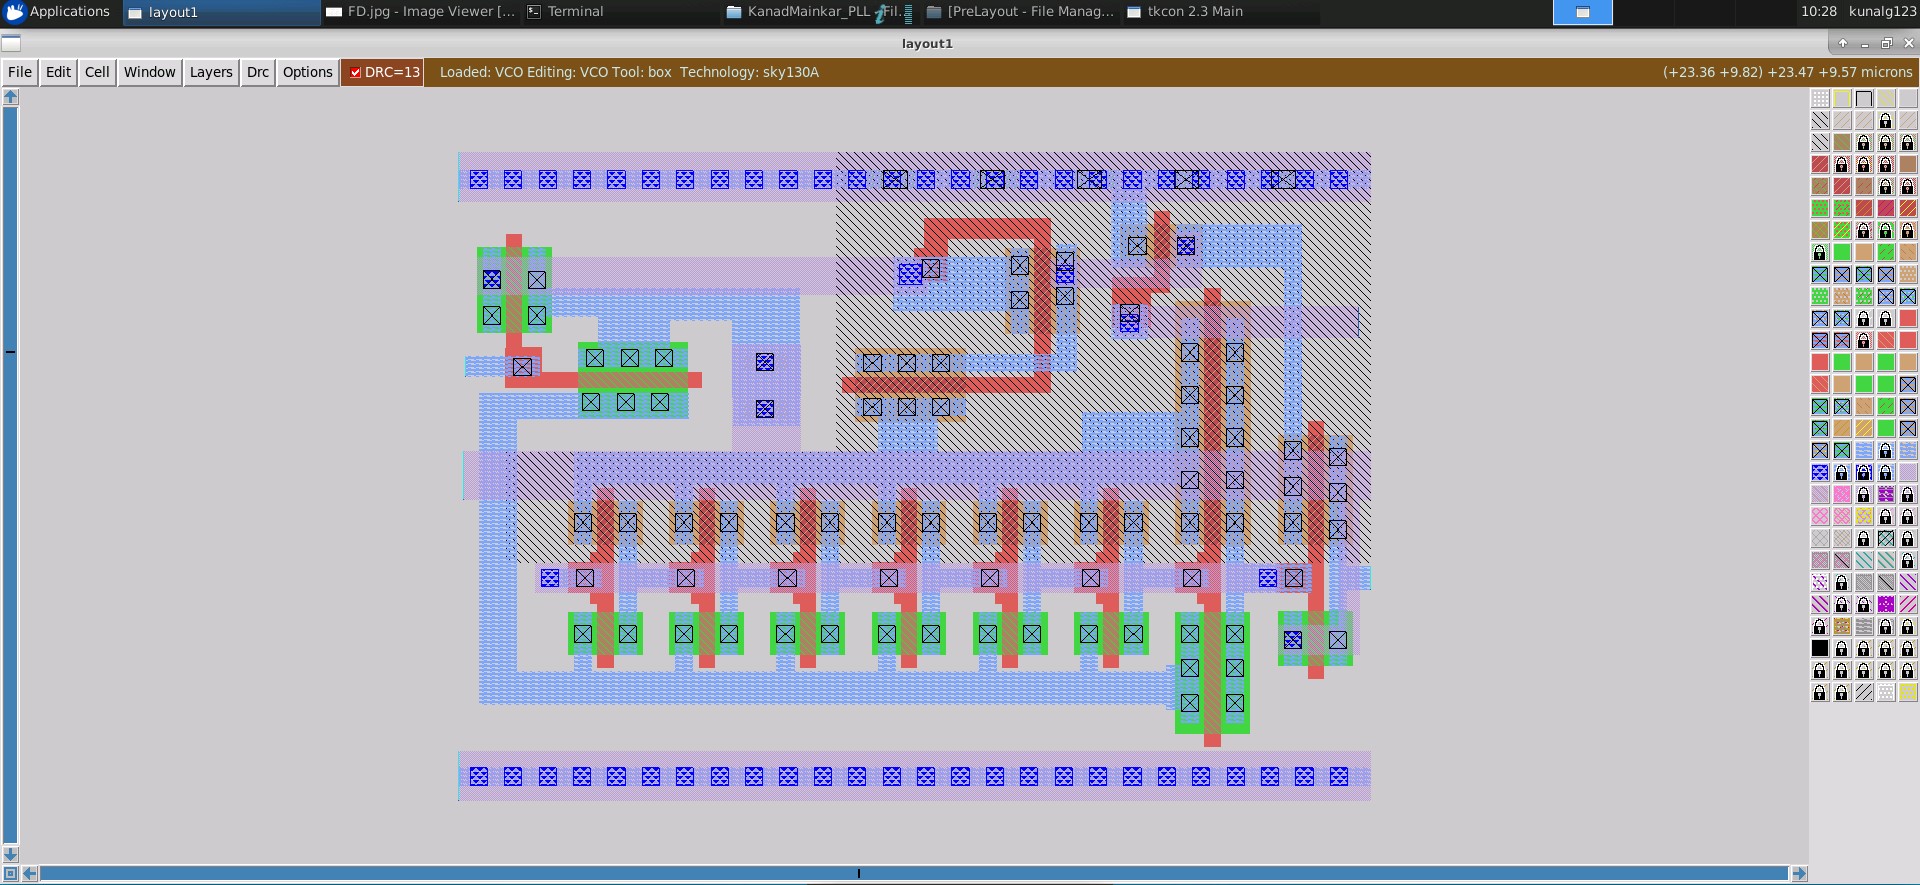 Applications layout1 FD.jpg - Image Viewer [... Terminal KanadMainkar_PLL [PreLayout - File Manag... tkcon 2.3 Main 10:28 kunalg123
layout1
File Edit Cell Window Layers Drc Options DRC=13 Loaded: VCO Editing: VCO Tool: box Technology: sky130A (+23.36 +9.82) +23.47 +9.57 microns